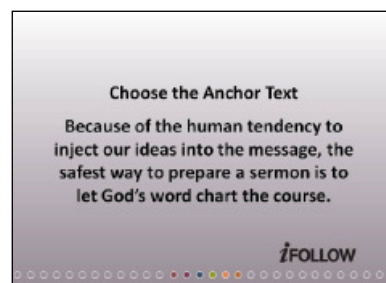 Choose the Anchor Text
Because of the human tendency to
inject our ideas into the message, the
safest way to prepare a sermon is to
let God's word chart the course.
iFOLLOW